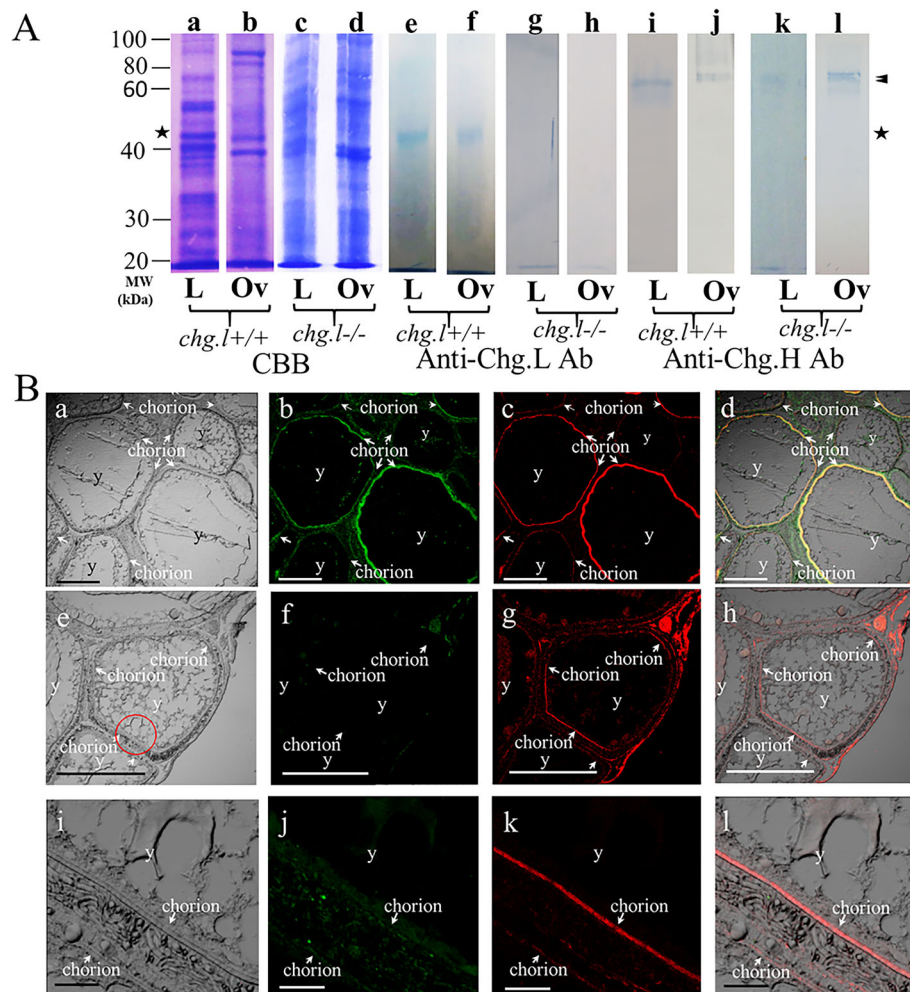 A
a b c d e f g h i j k l
100
80
60
40
30
20
MW
(kDa)
L Ov L Ov L Ov L Ov
chg.l+/+ chg.l-/- chg.l+/+ chg.l-/- chg.l+/+ chg.l-/-
CBB Anti-Chg.L Ab Anti-Chg.H Ab
B
a b c d
chorion chorion chorion chorion
y y y y
chorion chorion chorion
y y y y
y y y y
chorion chorion chorion chorion
e f g h
chorion chorion chorion chorion
chorion chorion chorion chorion
y y y y
y y y y
chorion chorion chorion chorion
y y y y
i j k l
y y y y
chorion chorion chorion chorion
chorion chorion chorion chorion